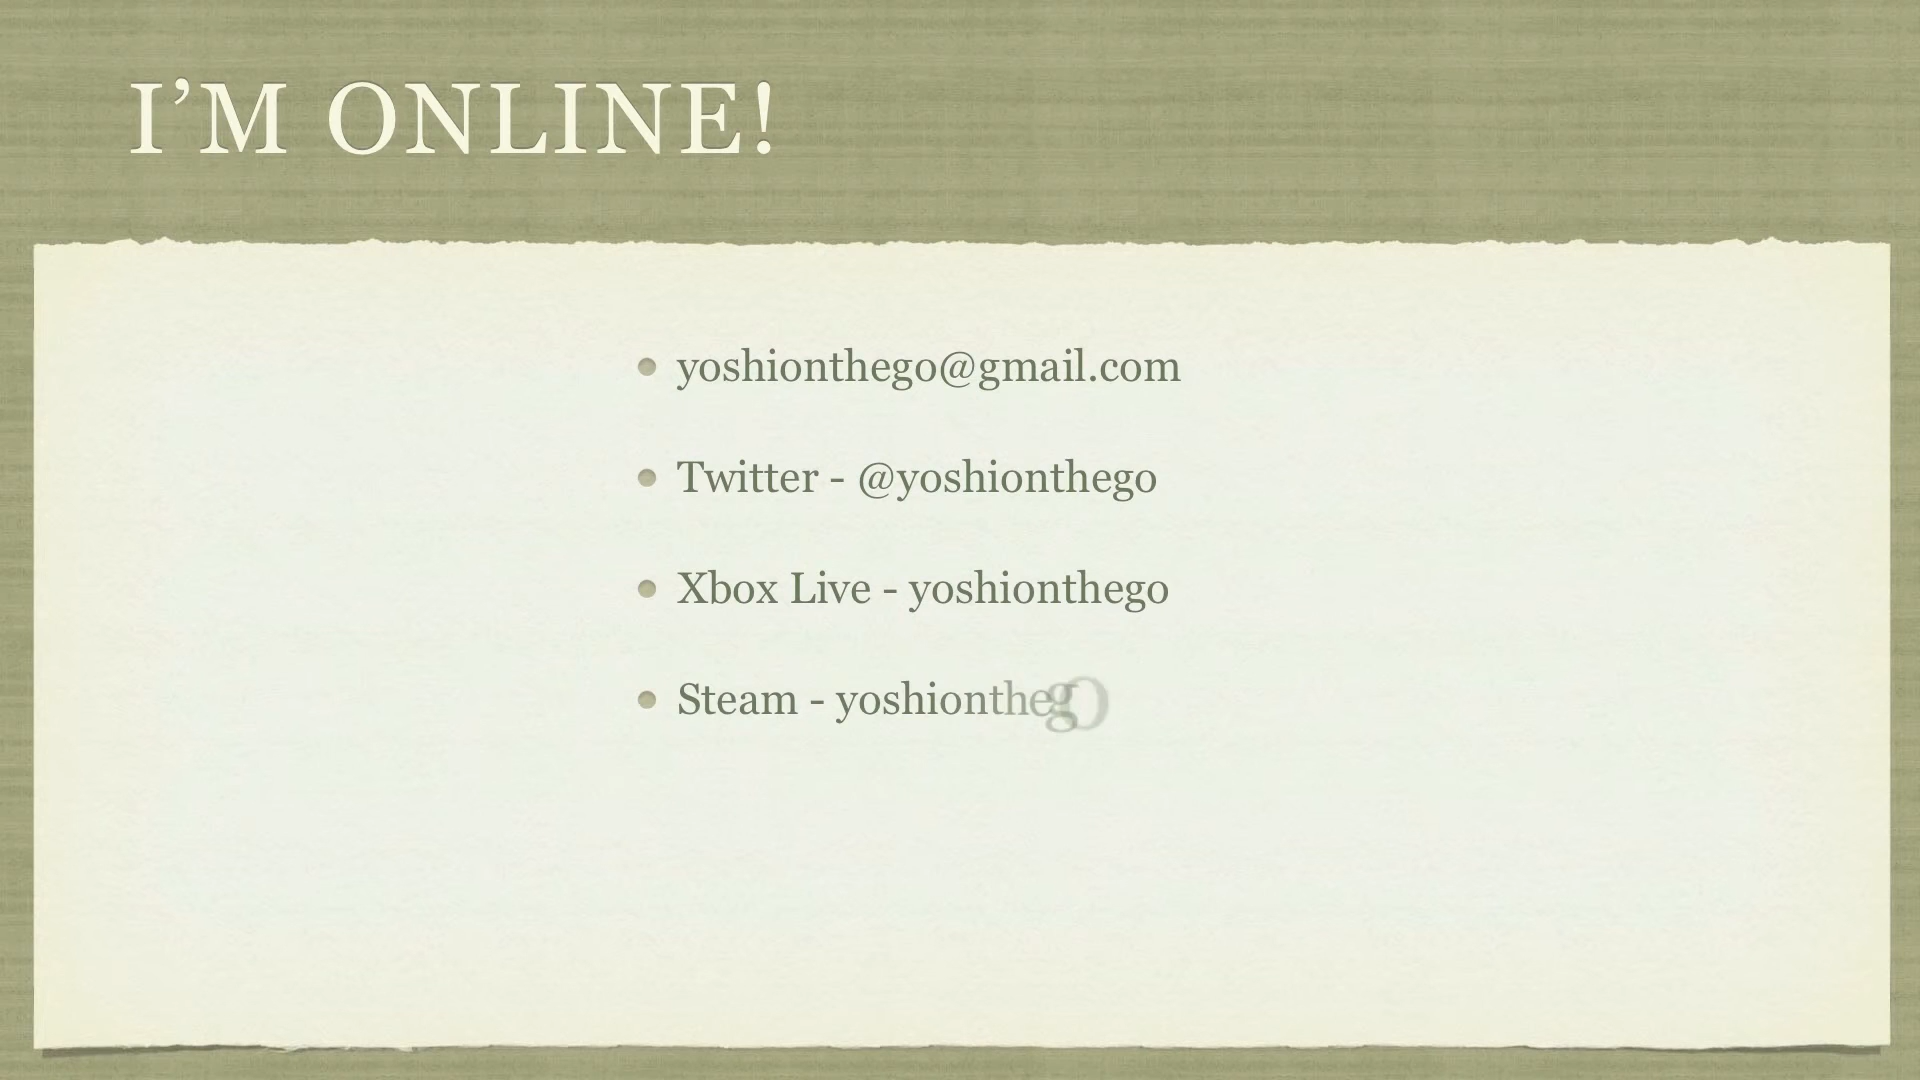 I'M ONLINE!
yoshionthego@gmail.com
Twitter - @yoshionthego
Xbox Live - yoshionthego
Steam - yoshionthego